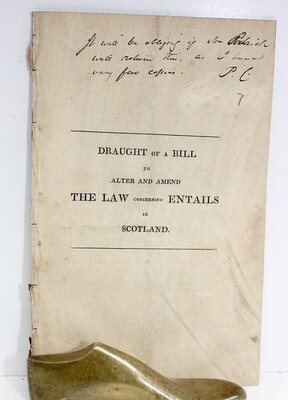 It will be obliging if Mr Patrick
will return this, as I have
very few copies. P. C.
7
DRAUGHT OF A BILL
TO
ALTER AND AMEND
THE LAW CONCERNING ENTAILS
IN
SCOTLAND.